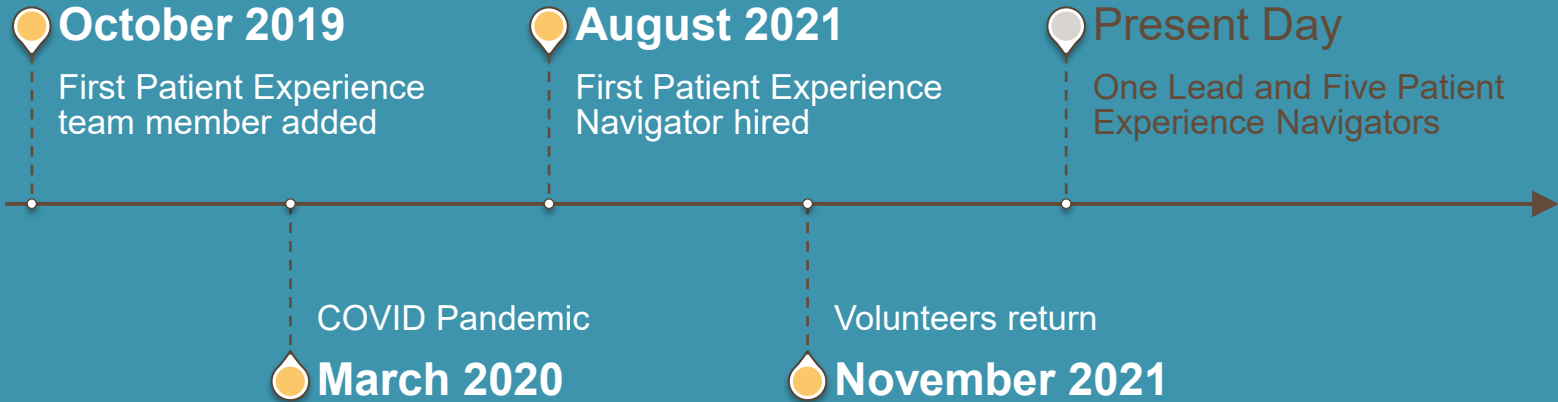 October 2019
First Patient Experience
team member added
August 2021
First Patient Experience
Navigator hired
Present Day
One Lead and Five Patient
Experience Navigators
COVID Pandemic
March 2020
Volunteers return
November 2021